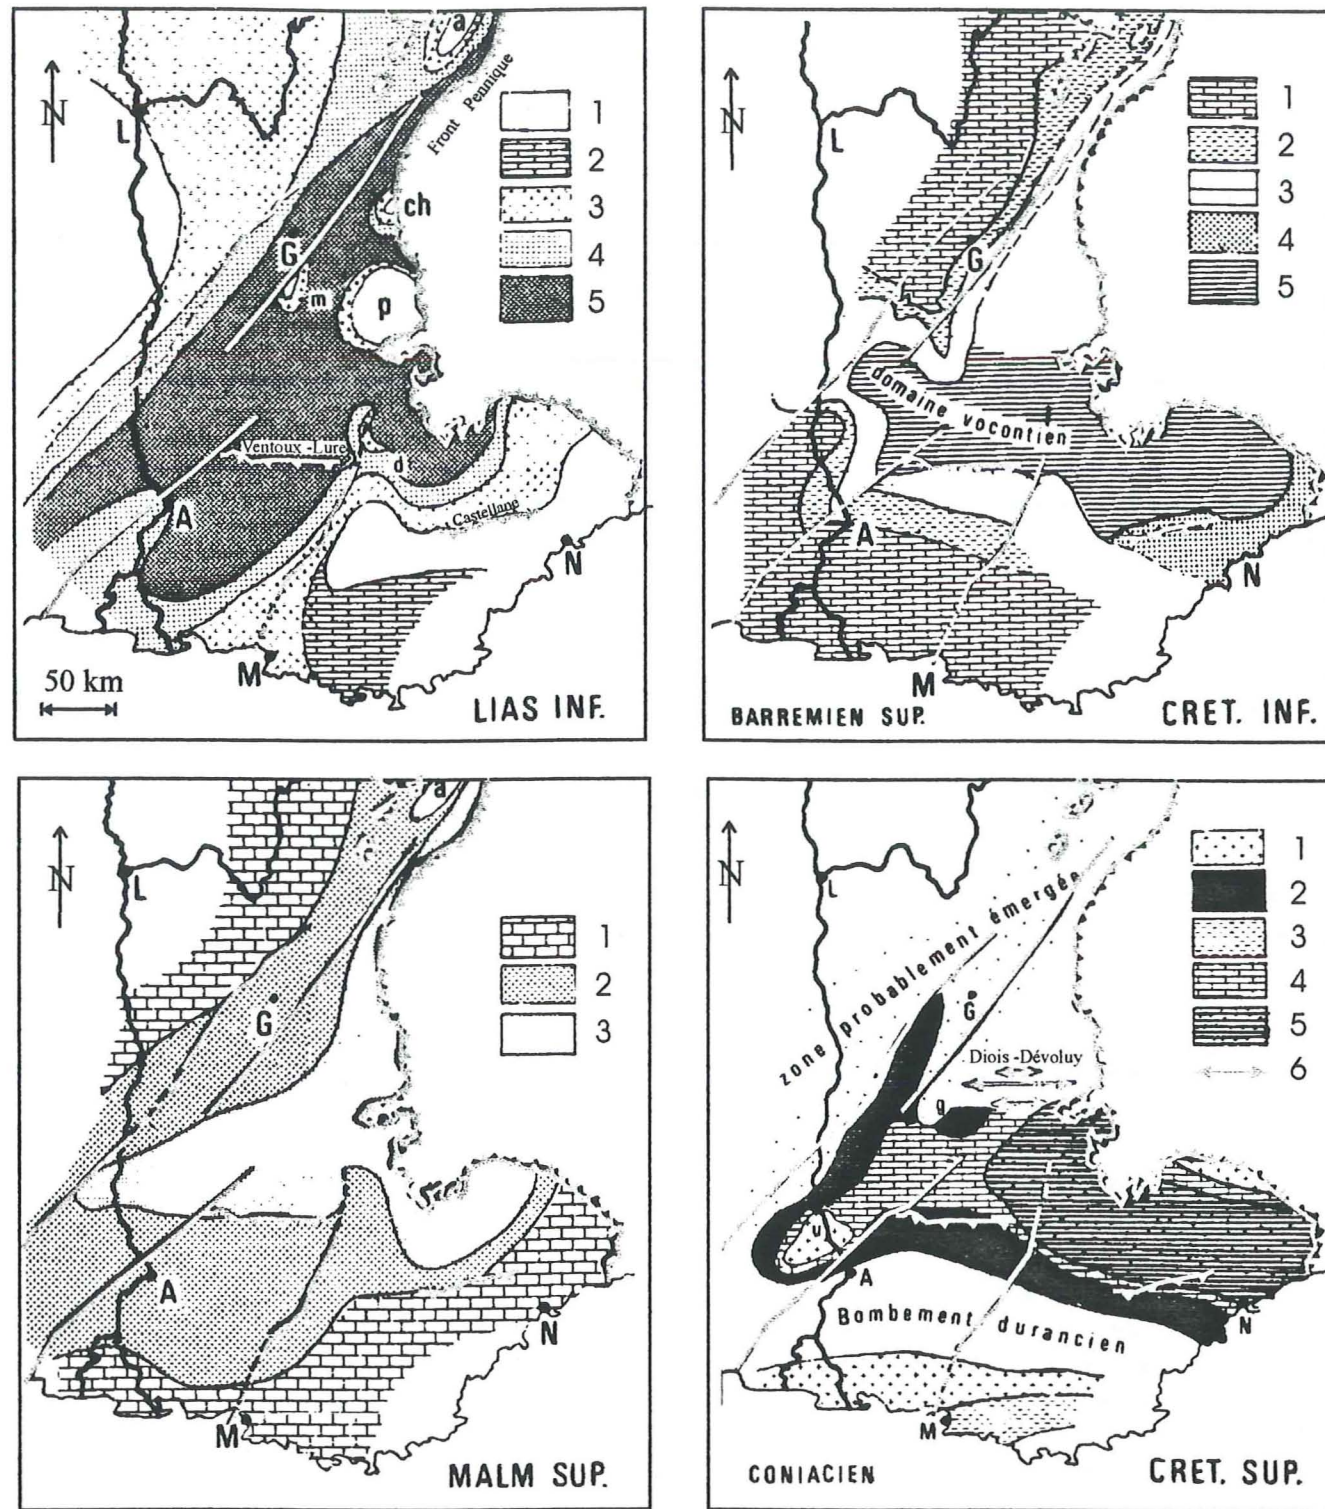 a
N
L
Front Pennique
1
2
3
4
5
ch
G
m
p
Ventoux -Lure
d
A
Castellane
N
M
50 km
LIAS INF.
N
L
1
2
3
4
5
G
domaine vocontien
A
N
M
BARREMIEN SUP.
CRET. INF.
a
N
L
1
2
3
G
A
N
M
MALM SUP.
N
L
1
2
3
4
5
6
zone probablement émergée
G
Diois -Dévoluy
g
u
A
N
Bombement durancien
M
CONIACIEN
CRET. SUP.